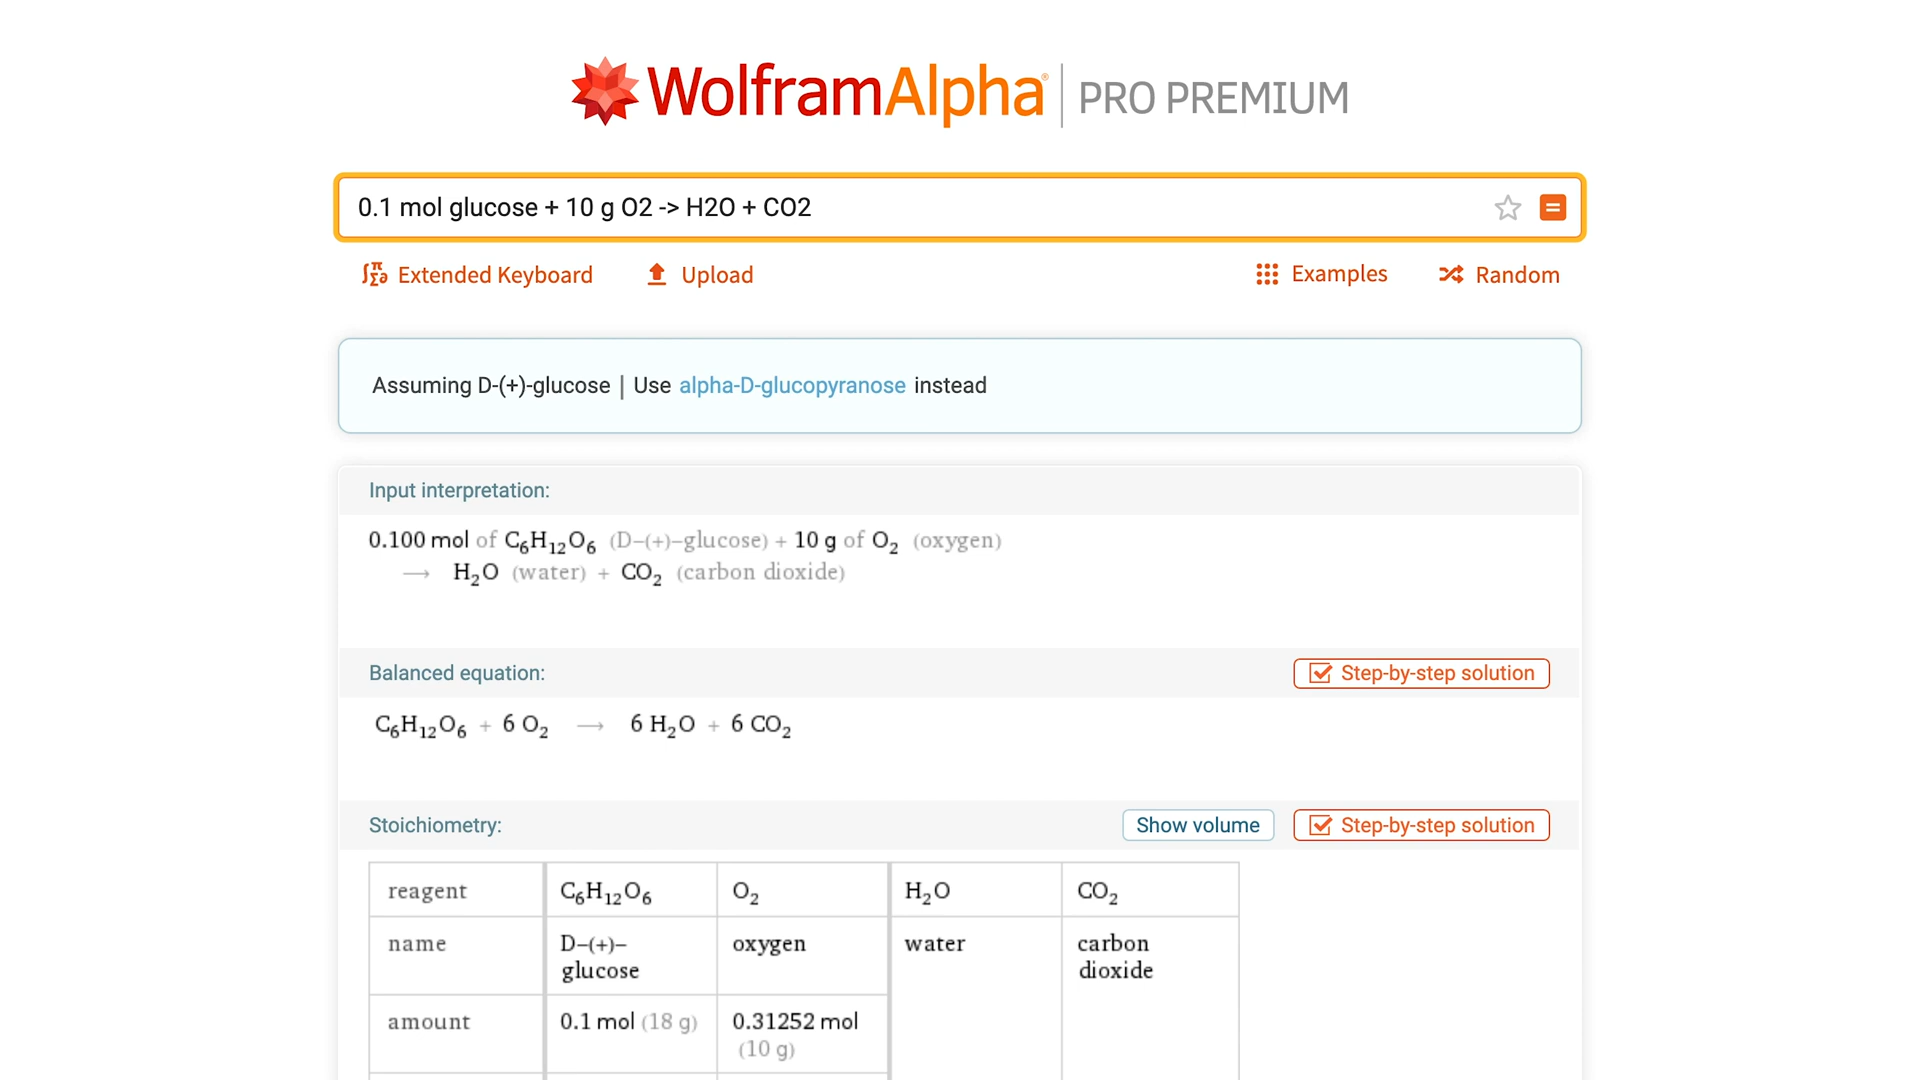 WolframAlpha® | PRO PREMIUM
0.1 mol glucose + 10 g O2 -> H2O + CO2
Extended Keyboard Upload Examples Random
Assuming D-(+)-glucose | Use alpha-D-glucopyranose instead
Input interpretation:
0.100 mol of C₆H₁₂O₆ (D-(+)-glucose) + 10 g of O₂ (oxygen)
⟶ H₂O (water) + CO₂ (carbon dioxide)
Balanced equation: Step-by-step solution
C₆H₁₂O₆ + 6 O₂ ⟶ 6 H₂O + 6 CO₂
Stoichiometry: Show volume Step-by-step solution
reagent C₆H₁₂O₆ O₂ H₂O CO₂
name D-(+)- oxygen water carbon
glucose dioxide
amount 0.1 mol (18 g) 0.31252 mol
(10 g)